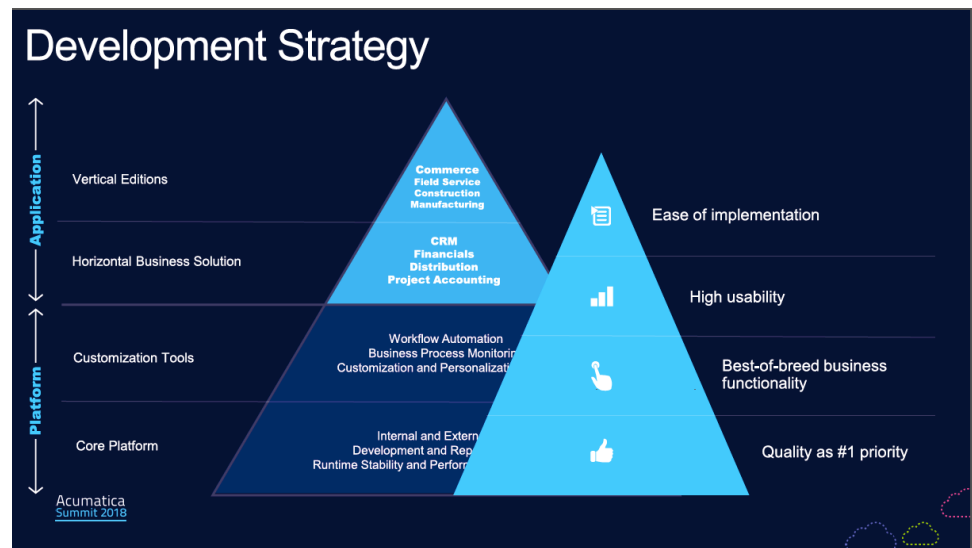 Development Strategy
Application
Platform
Vertical Editions
Commerce
Field Service
Construction
Manufacturing
Horizontal Business Solution
CRM
Financials
Distribution
Project Accounting
Customization Tools
Workflow Automation
Business Process Monitorin
Customization and Personalizati
Core Platform
Internal and Extern
Development and Rep
Runtime Stability and Perform
Ease of implementation
High usability
Best-of-breed business
functionality
Quality as #1 priority
Acumatica
Summit 2018